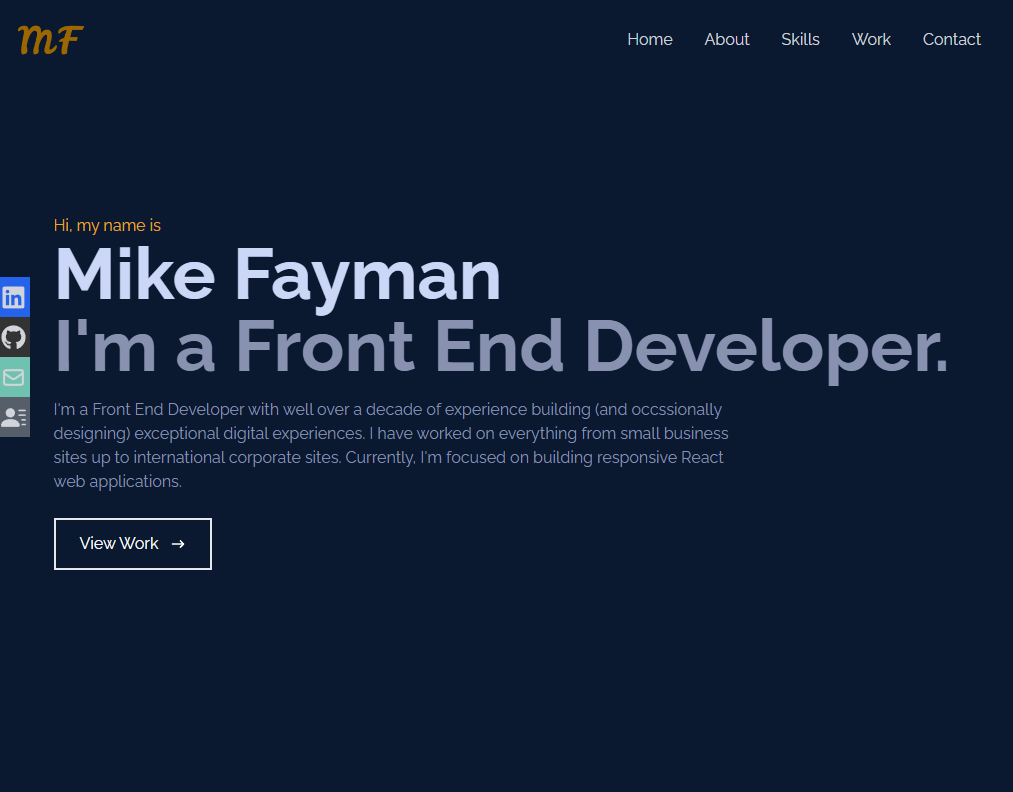 MF
Home About Skills Work Contact
Hi, my name is
Mike Fayman
I'm a Front End Developer.
I'm a Front End Developer with well over a decade of experience building (and occssionally
designing) exceptional digital experiences. I have worked on everything from small business
sites up to international corporate sites. Currently, I'm focused on building responsive React
web applications.
in
View Work →